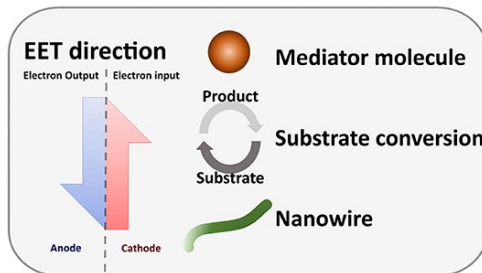 EET direction
Electron Output
Electron input
Mediator molecule
Product
Substrate conversion
Substrate
Nanowire
Anode
Cathode